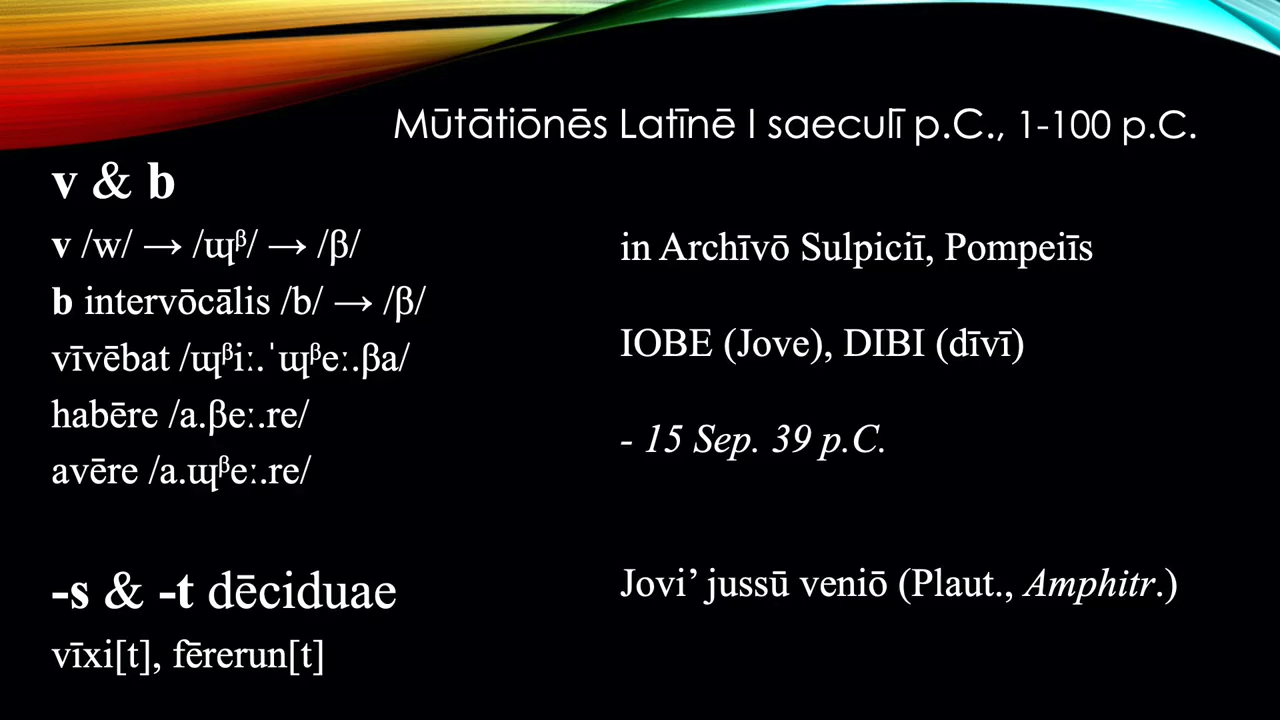 Mūtātiōnēs Latīnē I saeculī p.C., 1-100 p.C.
v & b
v /w/ → /ɰᵝ/ → /β/
b intervōcālis /b/ → /β/
vīvēbat /ɰᵝiː.ˈɰᵝeː.βa/
habēre /a.βeː.re/
avēre /a.ɰᵝeː.re/
-s & -t dēciduae
vīxi[t], fērerun[t]
in Archīvō Sulpiciī, Pompeiīs
IOBE (Jove), DIBI (dīvī)
- 15 Sep. 39 p.C.
Jovi’ jussū veniō (Plaut., Amphitr.)